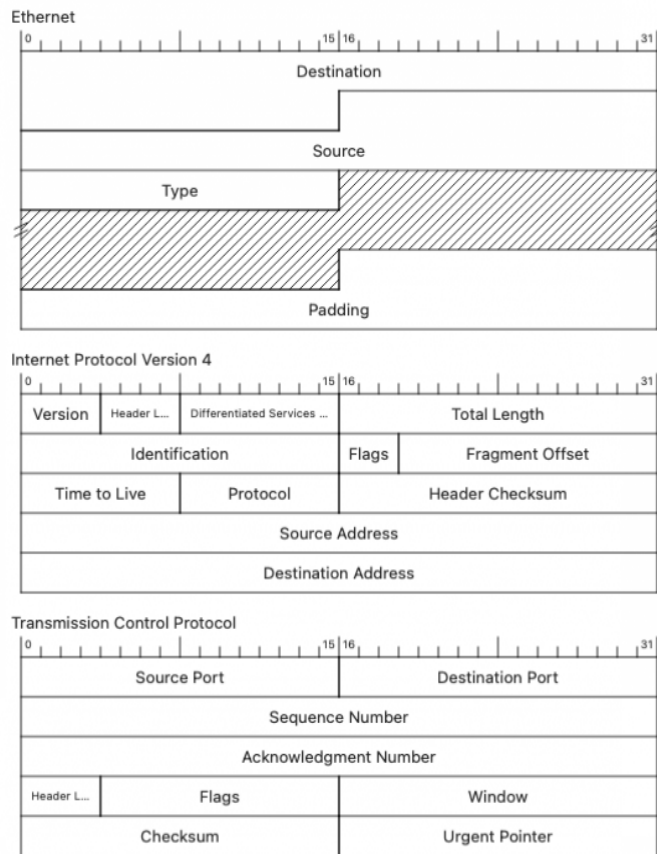 Ethernet
0 15 16 31
Destination
Source
Type
Padding
Internet Protocol Version 4
0 15 16 31
Version Header L... Differentiated Services ... Total Length
Identification Flags Fragment Offset
Time to Live Protocol Header Checksum
Source Address
Destination Address
Transmission Control Protocol
0 15 16 31
Source Port Destination Port
Sequence Number
Acknowledgment Number
Header L... Flags Window
Checksum Urgent Pointer